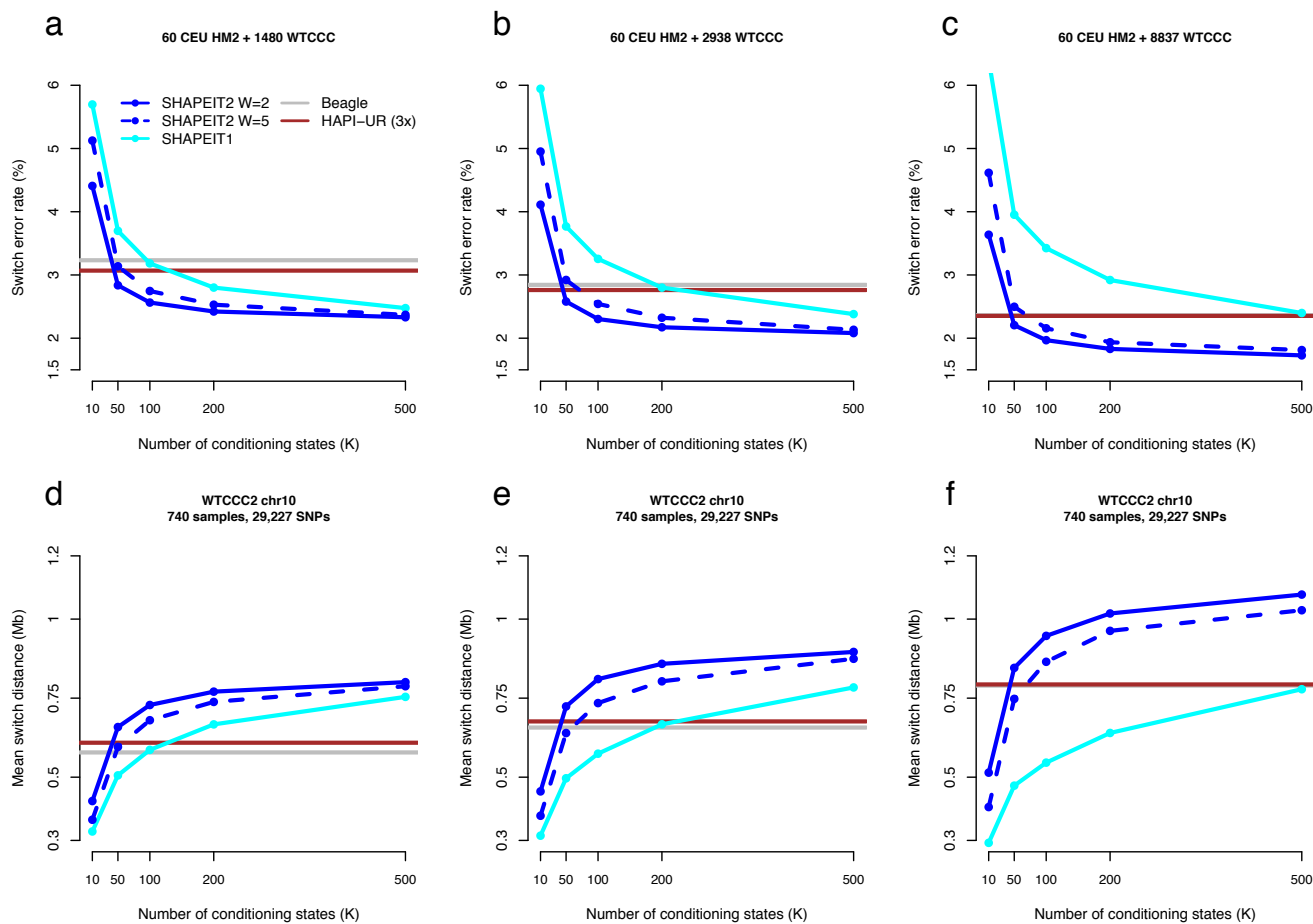 a
60 CEU HM2 + 1480 WTCCC
Switch error rate (%)
6
5
4
3
2
1.5
SHAPEIT2 W=2
SHAPEIT2 W=5
SHAPEIT1
Beagle
HAPI−UR (3x)
10 50 100 200 500
Number of conditioning states (K)
b
60 CEU HM2 + 2938 WTCCC
Switch error rate (%)
6
5
4
3
2
1.5
10 50 100 200 500
Number of conditioning states (K)
c
60 CEU HM2 + 8837 WTCCC
Switch error rate (%)
6
5
4
3
2
1.5
10 50 100 200 500
Number of conditioning states (K)
d
WTCCC2 chr10
740 samples, 29,227 SNPs
Mean switch distance (Mb)
1.2
1
0.75
0.5
0.3
10 50 100 200 500
Number of conditioning states (K)
e
WTCCC2 chr10
740 samples, 29,227 SNPs
Mean switch distance (Mb)
1.2
1
0.75
0.5
0.3
10 50 100 200 500
Number of conditioning states (K)
f
WTCCC2 chr10
740 samples, 29,227 SNPs
Mean switch distance (Mb)
1.2
1
0.75
0.5
0.3
10 50 100 200 500
Number of conditioning states (K)